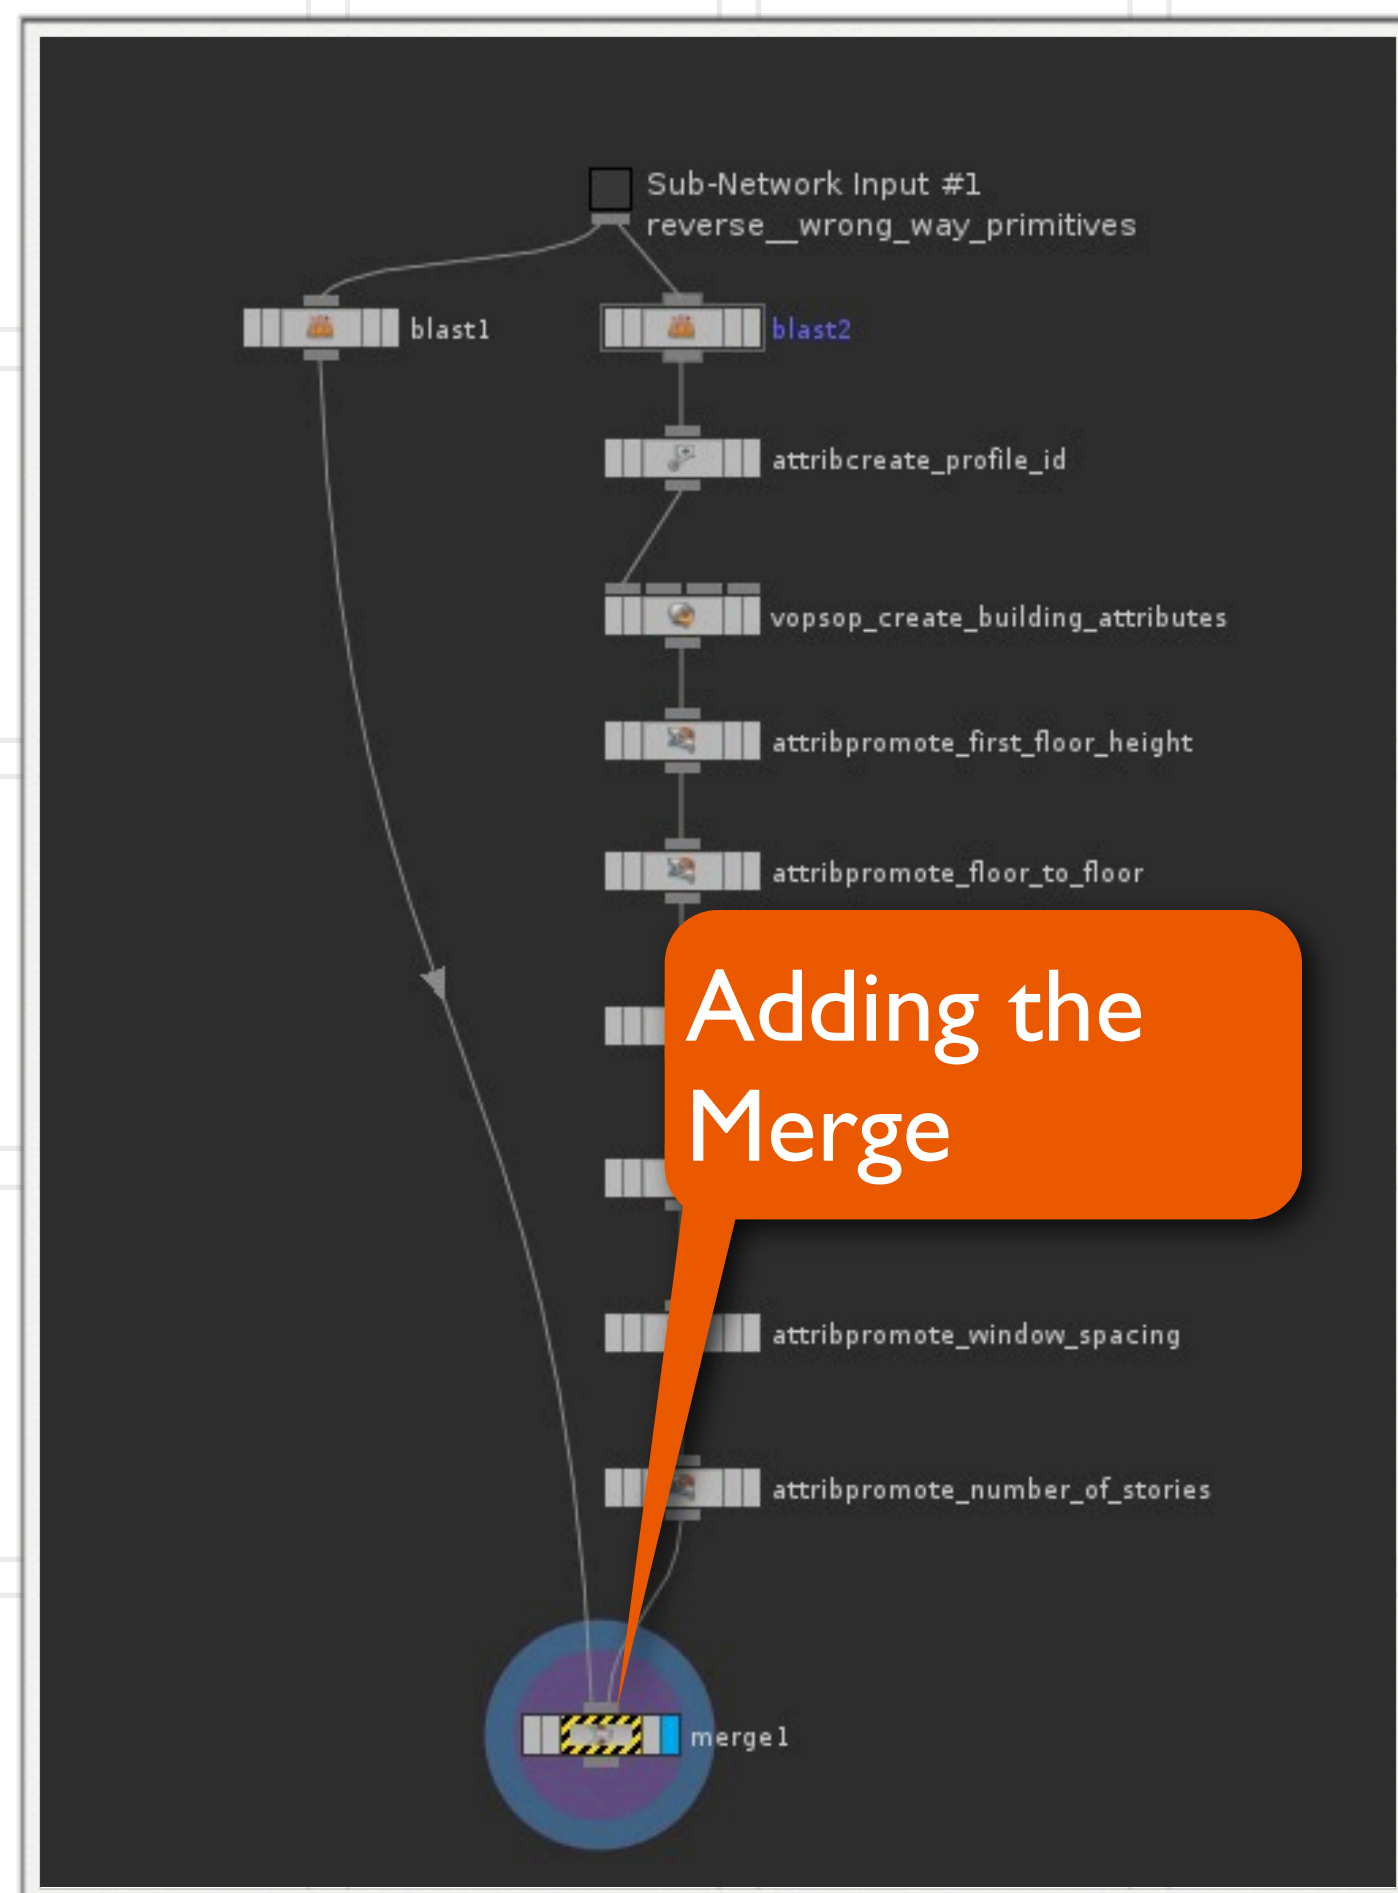 Sub-Network Input #1
reverse__wrong_way_primitives
blast1
blast2
attribcreate_profile_id
vopsop_create_building_attributes
attribpromote_first_floor_height
attribpromote_floor_to_floor
Adding the
Merge
attribpromote_window_spacing
attribpromote_number_of_stories
merge1